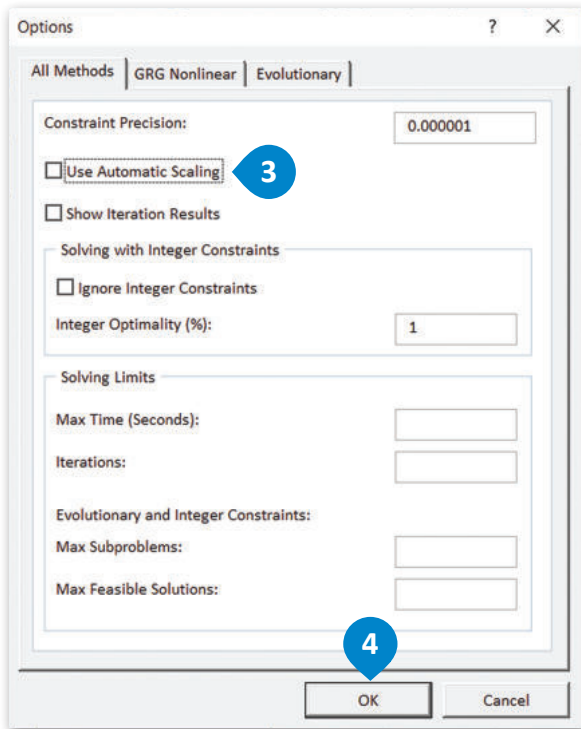 Options
?
All Methods GRG Nonlinear Evolutionary
Constraint Precision: 0.000001
Use Automatic Scaling 3
Show Iteration Results
Solving with Integer Constraints
Ignore Integer Constraints
Integer Optimality (%): 1
Solving Limits
Max Time (Seconds):
Iterations:
Evolutionary and Integer Constraints:
Max Subproblems:
Max Feasible Solutions:
4
OK Cancel